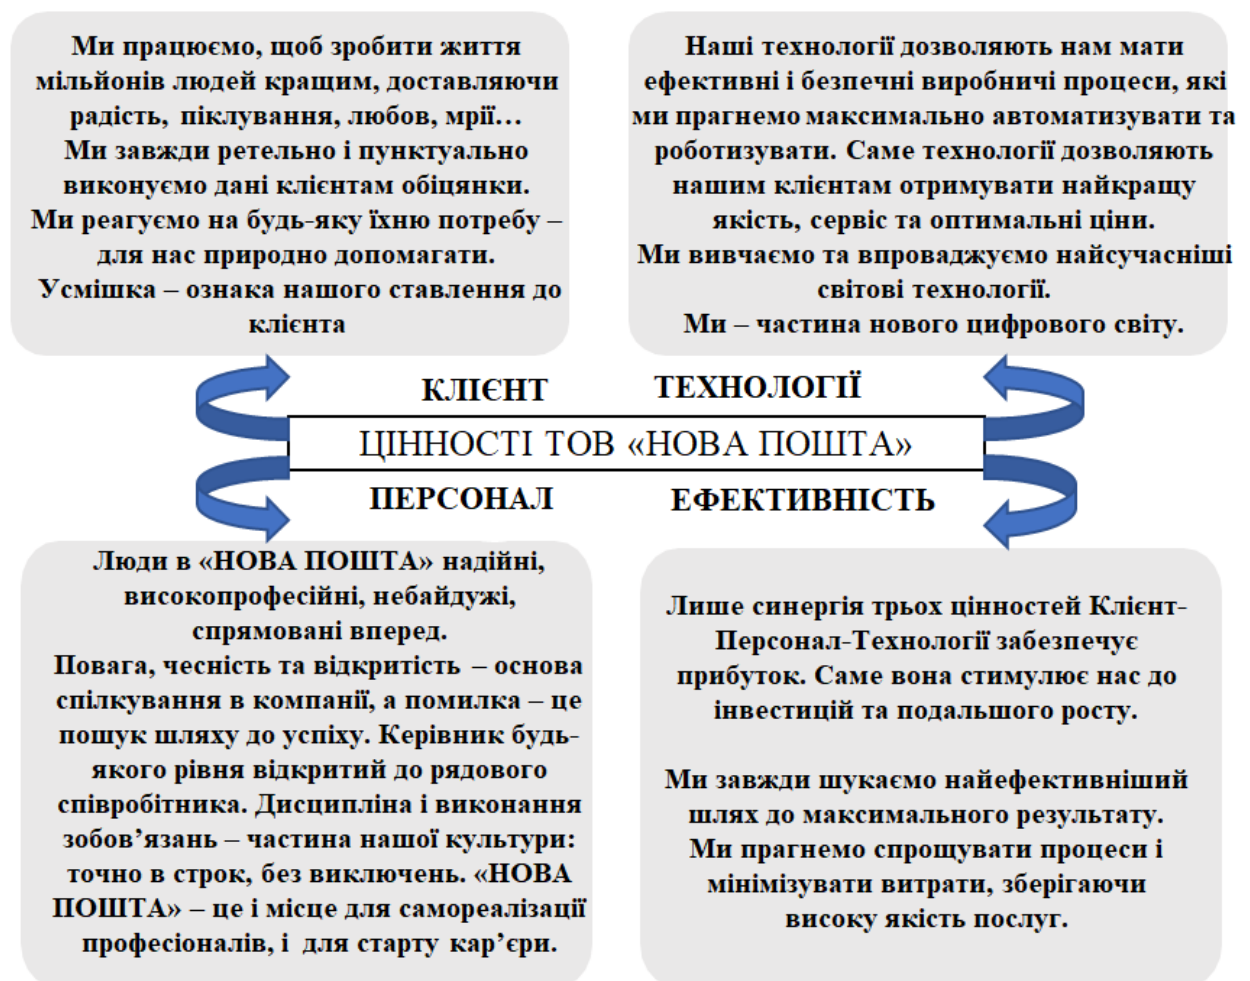 Ми працюємо, щоб зробити життя
мільйонів людей кращим, доставляючи
радість, піклування, любов, мрії…
Ми завжди ретельно і пунктуально
виконуємо дані клієнтам обіцянки.
Ми реагуємо на будь-яку їхню потребу –
для нас природно допомагати.
Усмішка – ознака нашого ставлення до
клієнта
Наші технології дозволяють нам мати
ефективні і безпечні виробничі процеси, які
ми прагнемо максимально автоматизувати та
роботизувати. Саме технології дозволяють
нашим клієнтам отримувати найкращу
якість, сервіс та оптимальні ціни.
Ми вивчаємо та впроваджуємо найсучасніші
світові технології.
Ми – частина нового цифрового світу.
КЛІЄНТ
ТЕХНОЛОГІЇ
ЦІННОСТІ ТОВ «НОВА ПОШТА»
ПЕРСОНАЛ
ЕФЕКТИВНІСТЬ
Люди в «НОВА ПОШТА» надійні,
високопрофесійні, небайдужі,
спрямовані вперед.
Повага, чесність та відкритість – основа
спілкування в компанії, а помилка – це
пошук шляху до успіху. Керівник будь-
якого рівня відкритий до рядового
співробітника. Дисципліна і виконання
зобов’язань – частина нашої культури:
точно в строк, без виключень. «НОВА
ПОШТА» – це і місце для самореалізації
професіоналів, і для старту кар’єри.
Лише синергія трьох цінностей Клієнт-
Персонал-Технології забезпечує
прибуток. Саме вона стимулює нас до
інвестицій та подальшого росту.
Ми завжди шукаємо найефективніший
шлях до максимального результату.
Ми прагнемо спрощувати процеси і
мінімізувати витрати, зберігаючи
високу якість послуг.